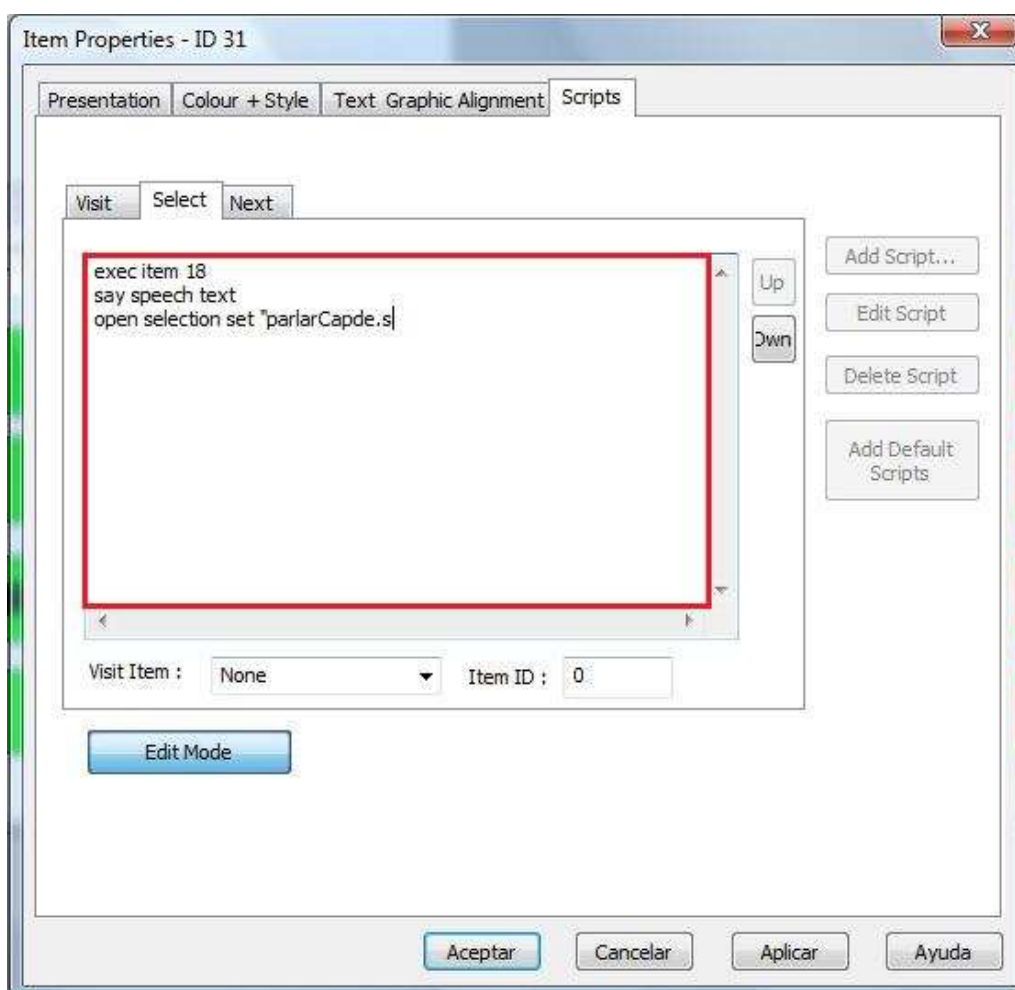 Item Properties - ID 31
Presentation
Colour + Style
Text Graphic Alignment
Scripts
Visit
Select
Next
exec item 18
say speech text
open selection set "parlarCapde.s
Up
Down
Add Script...
Edit Script
Delete Script
Add Default
Scripts
Visit Item :
None
Item ID :
0
Edit Mode
Aceptar
Cancelar
Aplicar
Ayuda